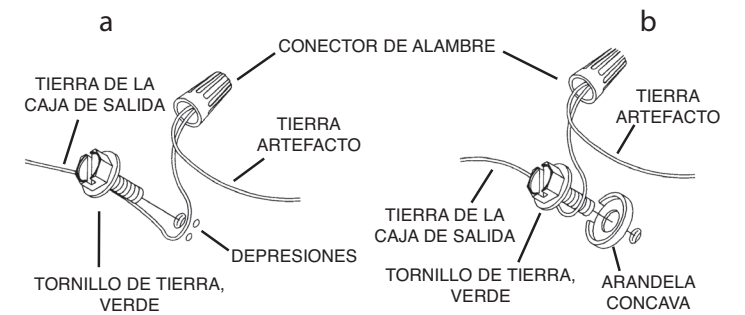 a
b
CONECTOR DE ALAMBRE
TIERRA DE LA
CAJA DE SALIDA
TIERRA
ARTEFACTO
DEPRESIONES
TORNILLO DE TIERRA,
VERDE
TIERRA
ARTEFACTO
TIERRA DE LA
CAJA DE SALIDA
TORNILLO DE TIERRA,
VERDE
ARANDELA
CONCAVA